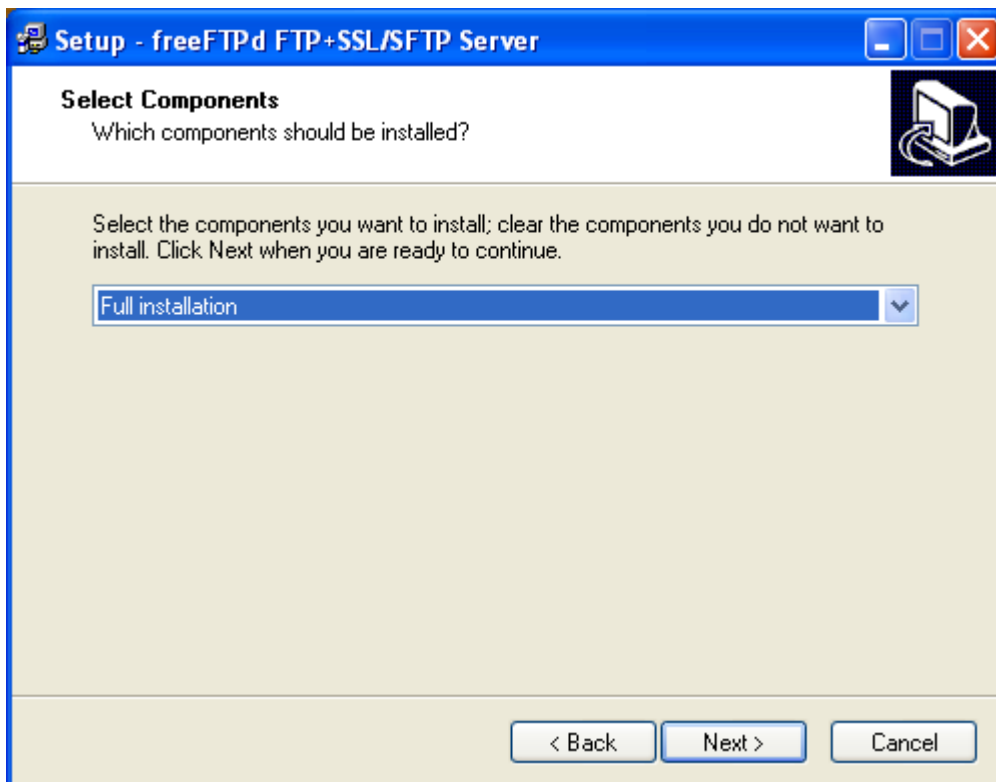 Setup - freeFTPd FTP+SSL/SFTP Server
Select Components
Which components should be installed?
Select the components you want to install; clear the components you do not want to
install. Click Next when you are ready to continue.
Full installation
< Back
Next >
Cancel